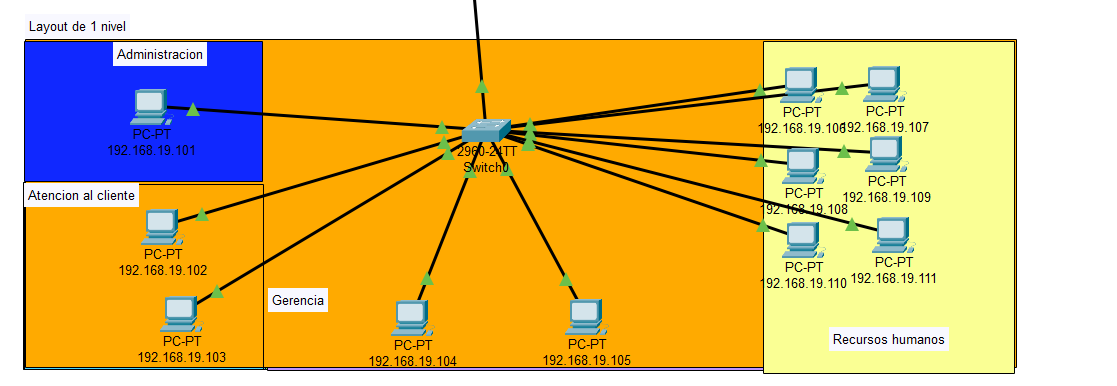 Layout de 1 nivel
Administracion
PC-PT
192.168.19.101
2960-24TT
Switch0
PC-PT
192.168.19.106
PC-PT
192.168.19.107
PC-PT
192.168.19.108
PC-PT
192.168.19.109
PC-PT
192.168.19.110
PC-PT
192.168.19.111
Atencion al cliente
PC-PT
192.168.19.102
PC-PT
192.168.19.103
Gerencia
PC-PT
192.168.19.104
PC-PT
192.168.19.105
Recursos humanos